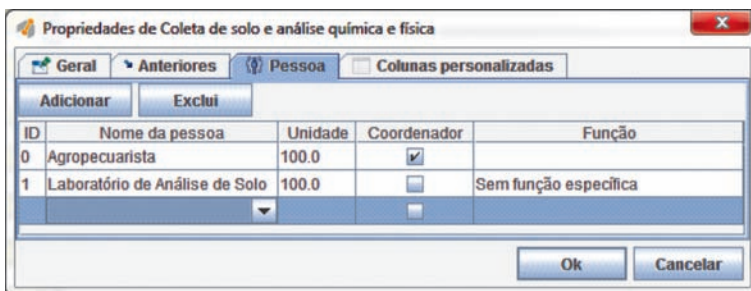 Propriedades de Coleta de solo e análise química e física
Geral Anteriores Pessoa Colunas personalizadas
Adicionar Exclui
ID Nome da pessoa Unidade Coordenador Função
0 Agropecuarista 100.0
1 Laboratório de Análise de Solo 100.0 Sem função específica
Ok Cancelar